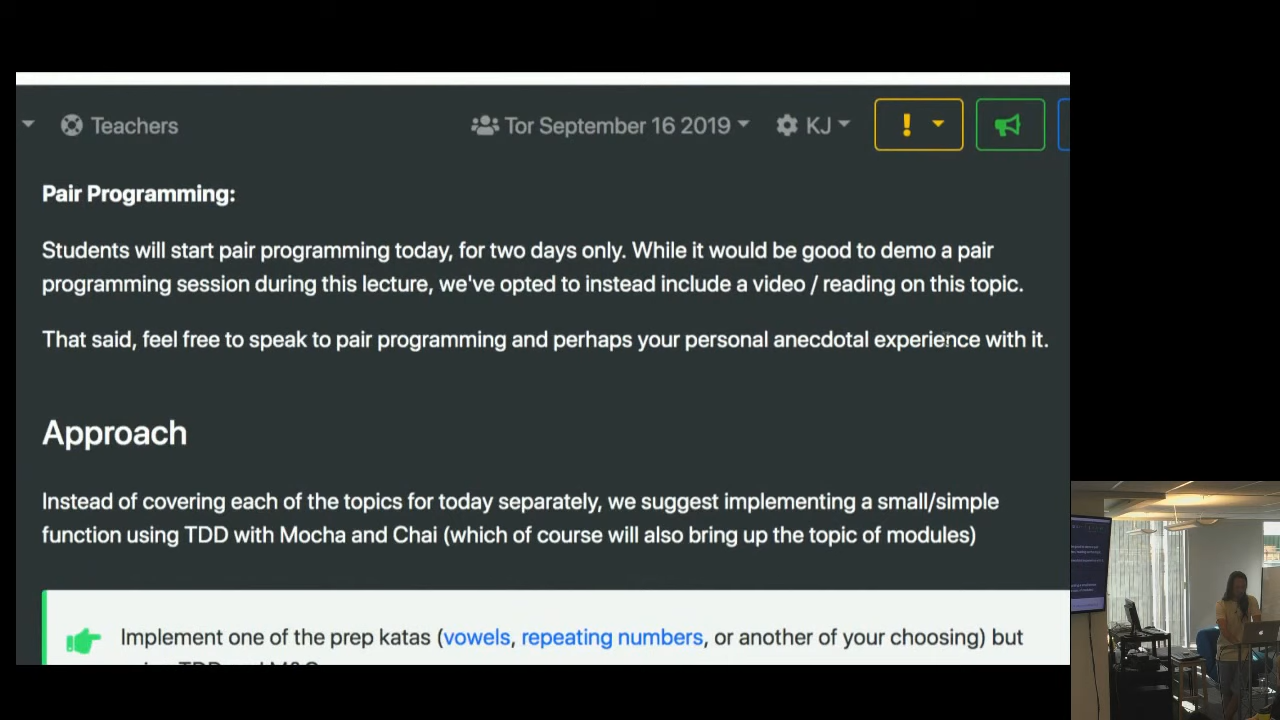 Teachers
Tor September 16 2019
KJ
Pair Programming:
Students will start pair programming today, for two days only. While it would be good to demo a pair
programming session during this lecture, we've opted to instead include a video / reading on this topic.
That said, feel free to speak to pair programming and perhaps your personal anecdotal experience with it.
Approach
Instead of covering each of the topics for today separately, we suggest implementing a small/simple
function using TDD with Mocha and Chai (which of course will also bring up the topic of modules)
Implement one of the prep katas (vowels, repeating numbers, or another of your choosing) but